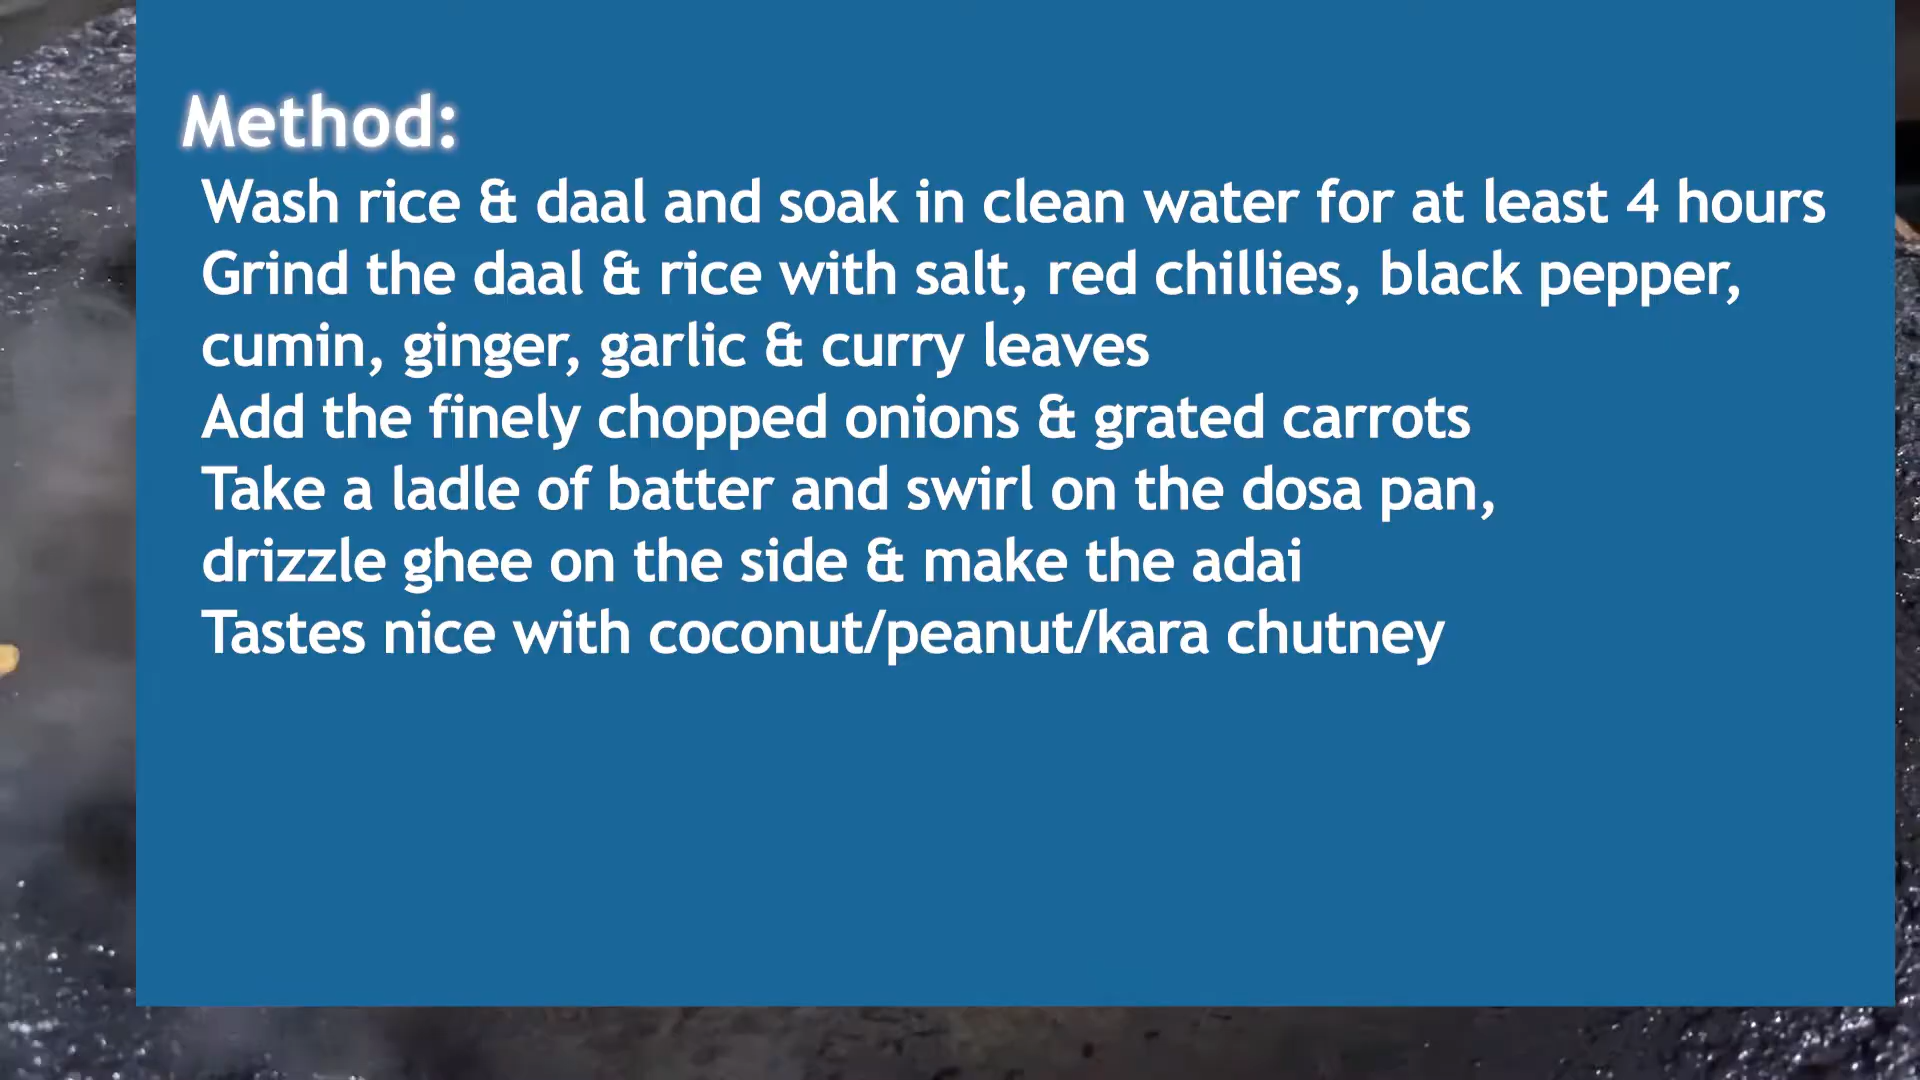 Method:
Wash rice & daal and soak in clean water for at least 4 hours
Grind the daal & rice with salt, red chillies, black pepper,
cumin, ginger, garlic & curry leaves
Add the finely chopped onions & grated carrots
Take a ladle of batter and swirl on the dosa pan,
drizzle ghee on the side & make the adai
Tastes nice with coconut/peanut/kara chutney